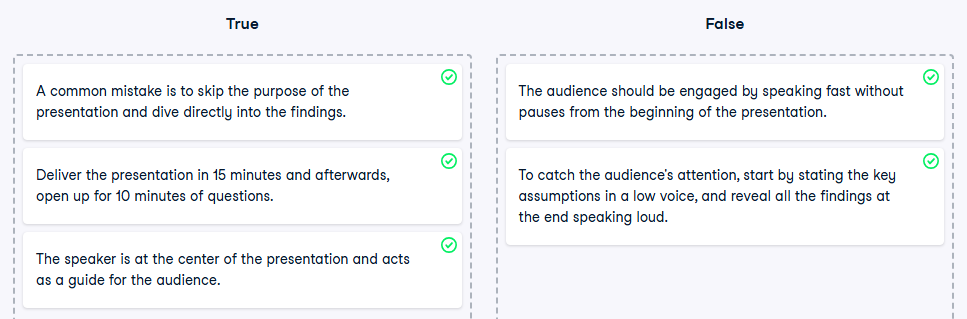 True
A common mistake is to skip the purpose of the
presentation and dive directly into the findings.
Deliver the presentation in 15 minutes and afterwards,
open up for 10 minutes of questions.
The speaker is at the center of the presentation and acts
as a guide for the audience.
False
The audience should be engaged by speaking fast without
pauses from the beginning of the presentation.
To catch the audience's attention, start by stating the key
assumptions in a low voice, and reveal all the findings at
the end speaking loud.